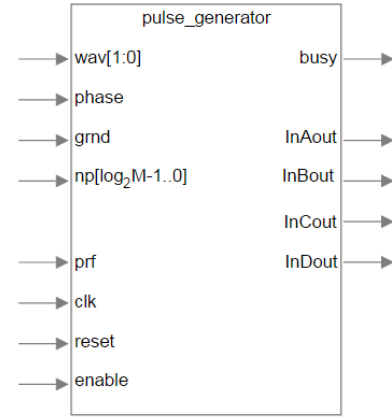 pulse_generator
wav[1:0] busy
phase
grnd InAout
np[log2M-1..0] InBout
InCout
prf InDout
clk
reset
enable